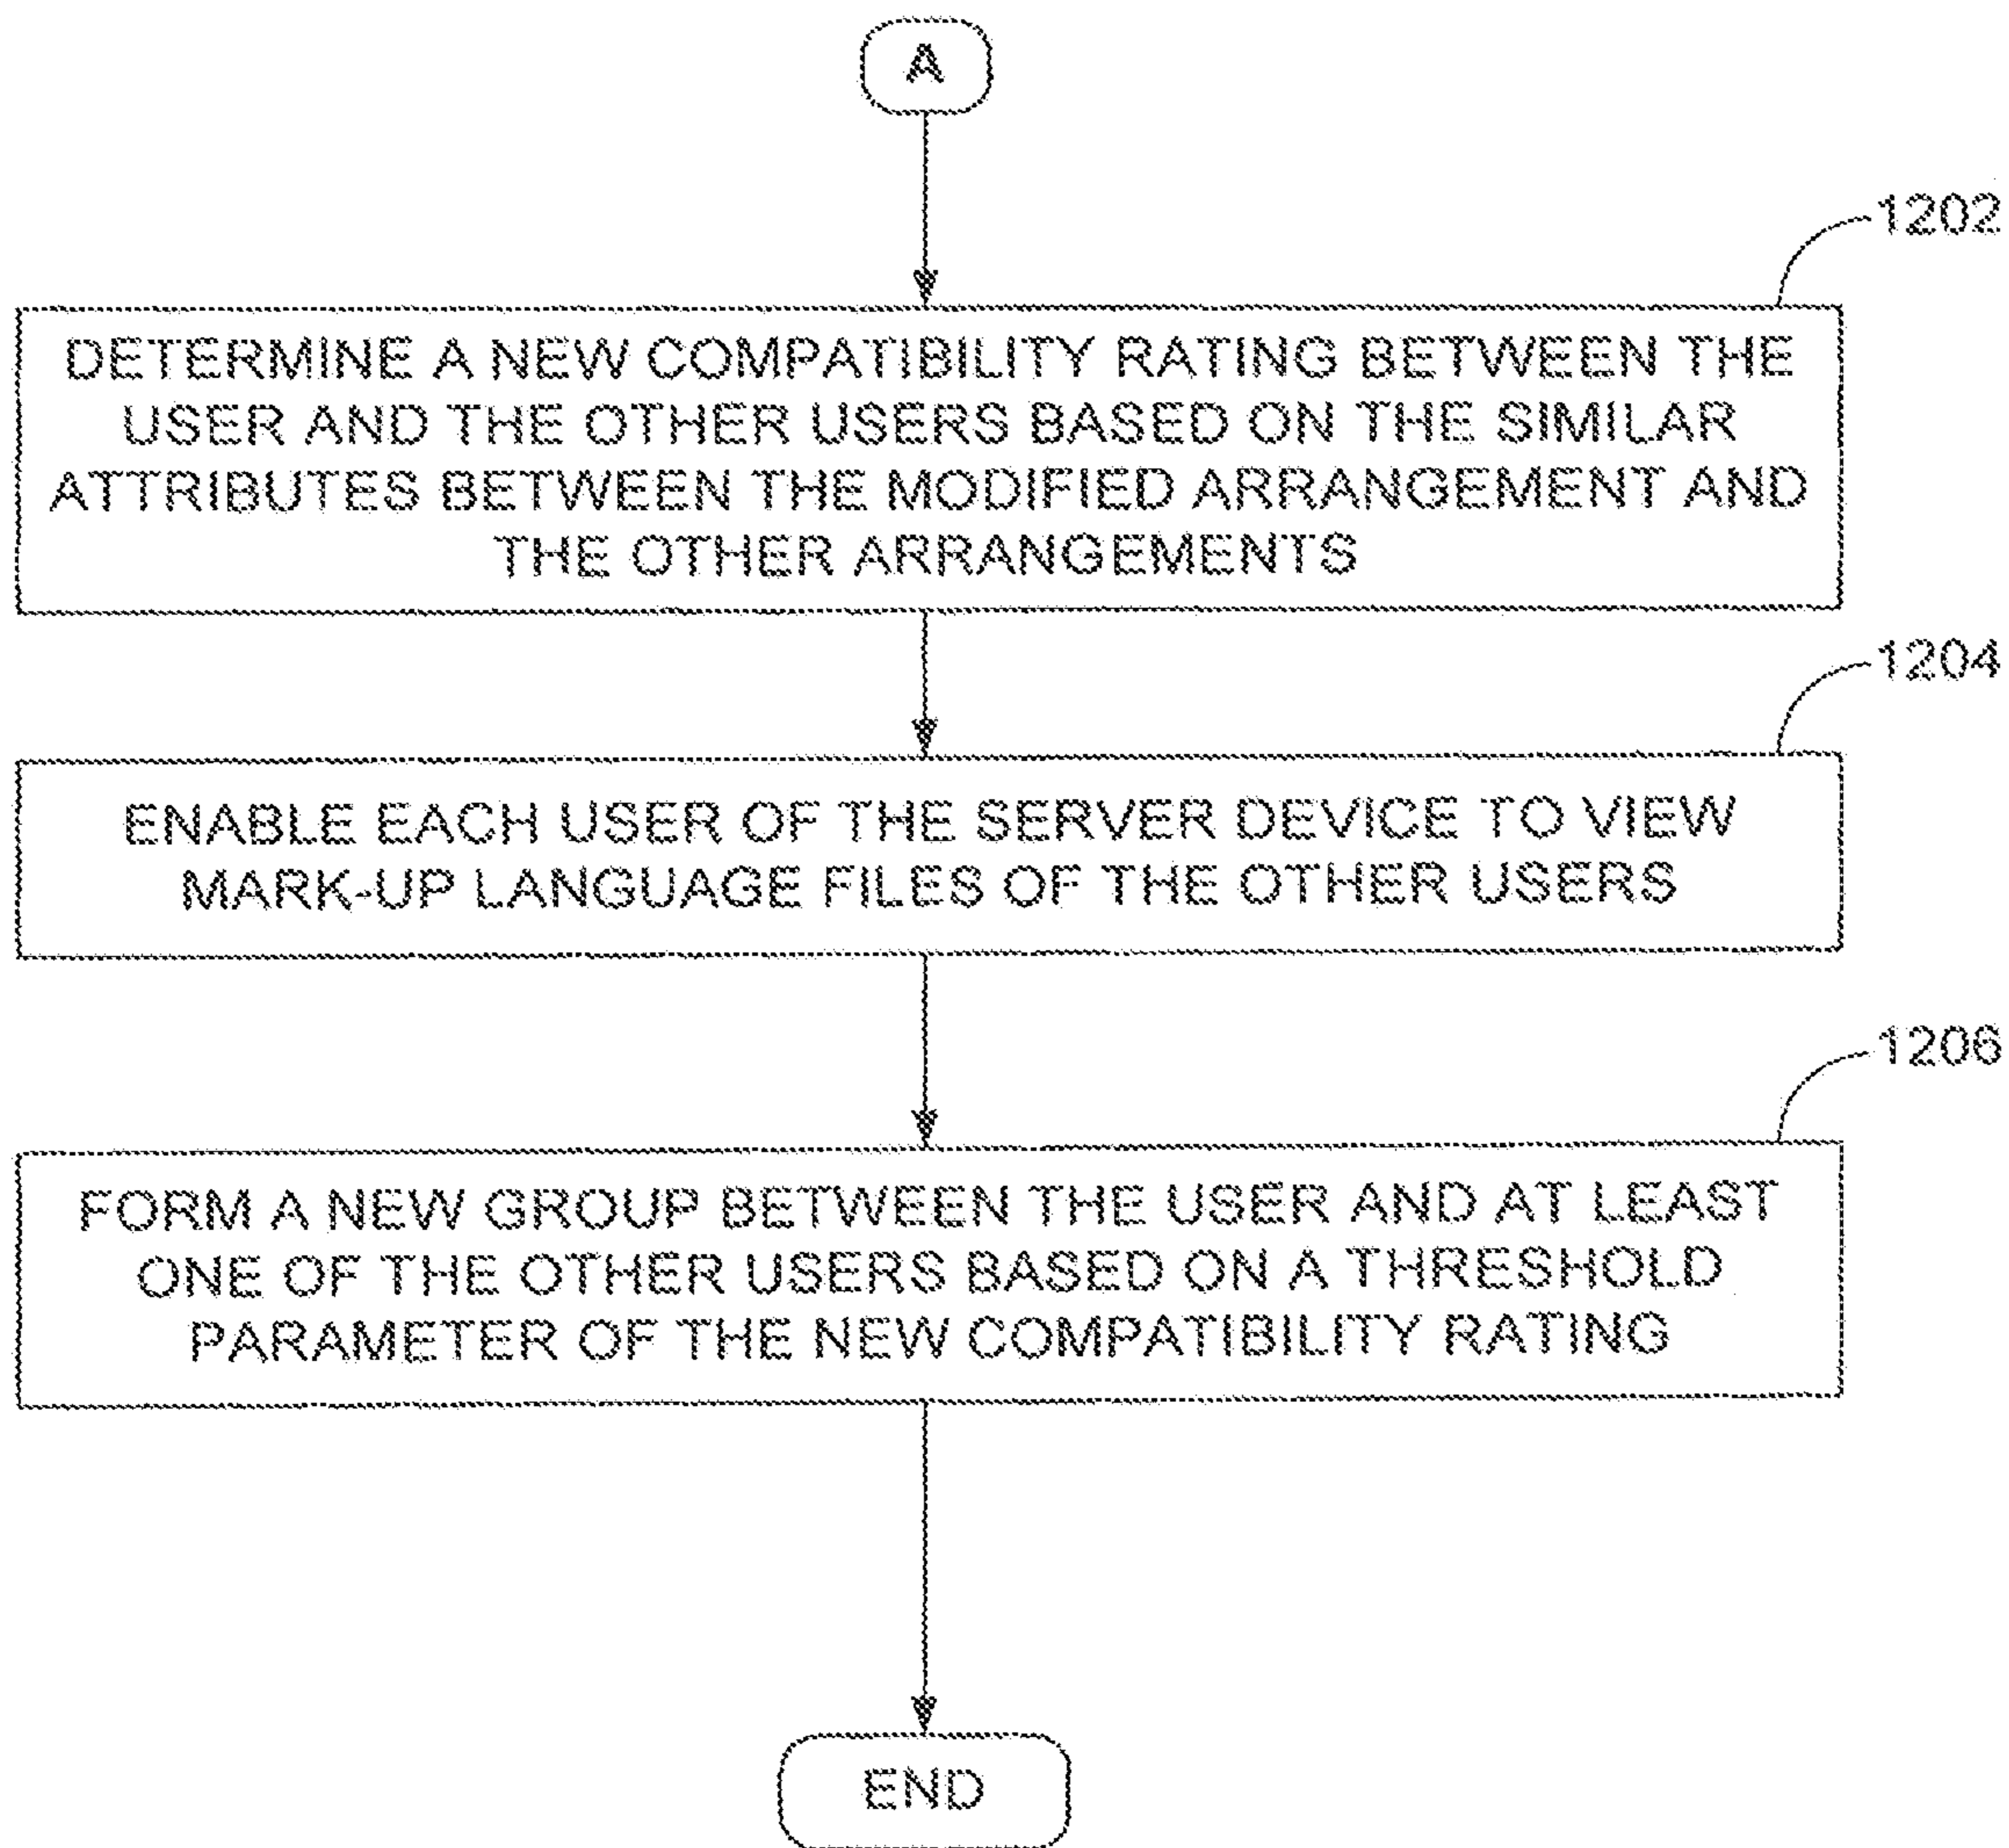 A
1202
DETERMINE A NEW COMPATIBILITY RATING BETWEEN THE
USER AND THE OTHER USERS BASED ON THE SIMILAR
ATTRIBUTES BETWEEN THE MODIFIED ARRANGEMENT AND
THE OTHER ARRANGEMENTS
1204
ENABLE EACH USER OF THE SERVER DEVICE TO VIEW
MARK-UP LANGUAGE FILES OF THE OTHER USERS
1206
FORM A NEW GROUP BETWEEN THE USER AND AT LEAST
ONE OF THE OTHER USERS BASED ON A THRESHOLD
PARAMETER OF THE NEW COMPATIBILITY RATING
END